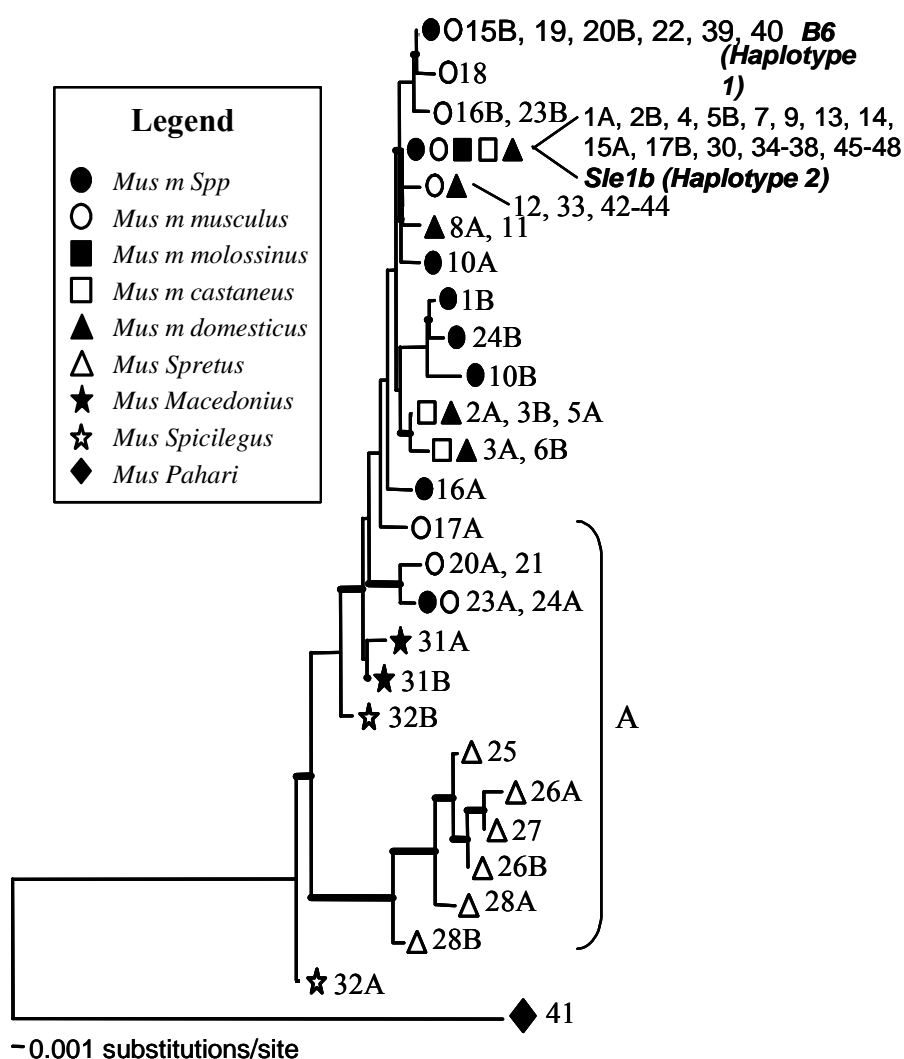 15B, 19, 20B, 22, 39, 40 B6
(Haplotype
1)
18
16B, 23B
1A, 2B, 4, 5B, 7, 9, 13, 14,
15A, 17B, 30, 34-38, 45-48
Sle1b (Haplotype 2)
12, 33, 42-44
8A, 11
10A
1B
24B
10B
2A, 3B, 5A
3A, 6B
16A
17A
20A, 21
23A, 24A
31A
31B
32B
A
25
26A
27
26B
28A
28B
32A
41
0.001 substitutions/site
Legend
Mus m Spp
Mus m musculus
Mus m molossinus
Mus m castaneus
Mus m domesticus
Mus Spretus
Mus Macedonius
Mus Spicilegus
Mus Pahari